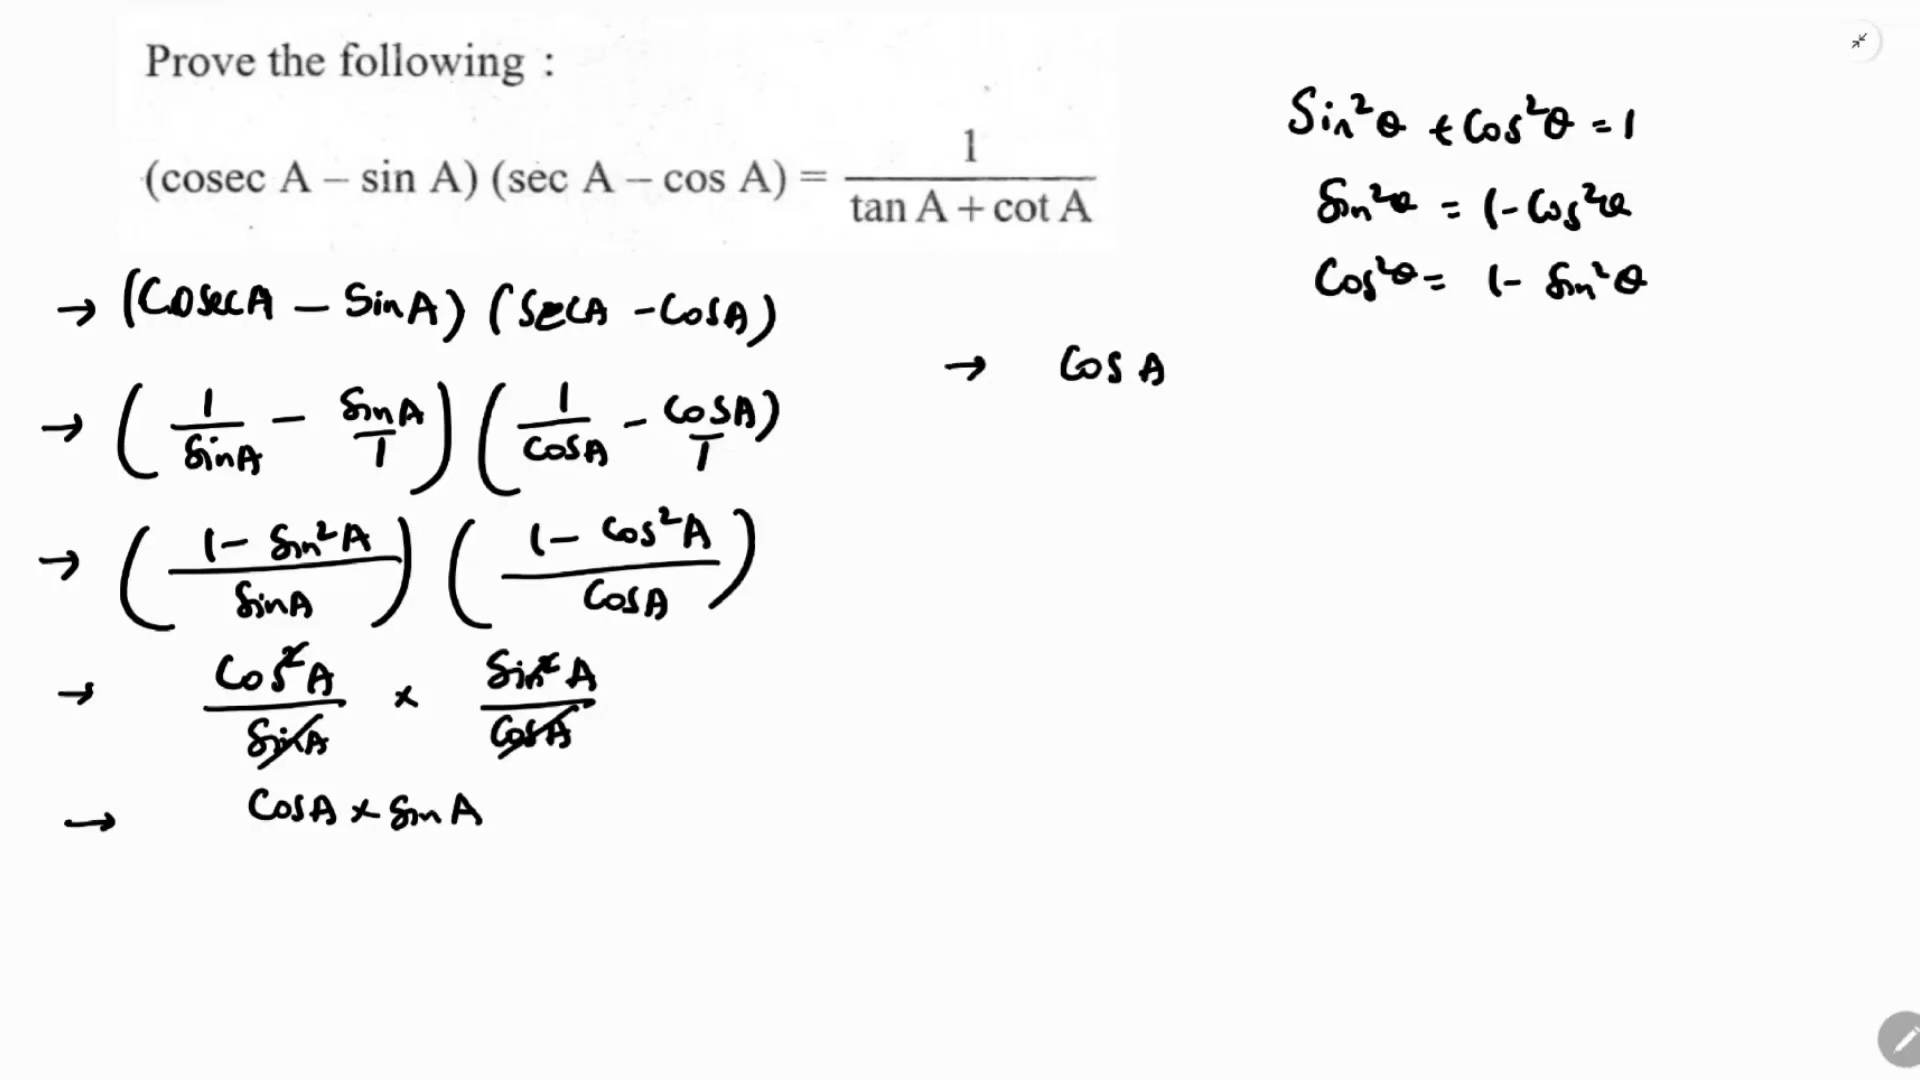 Prove the following :
(cosec A – sin A) (sec A – cos A) = 1 / (tan A + cot A)
→ (CosecA – SinA) (SecA – CosA)
→ (1/SinA – SinA/1) (1/CosA – CosA/1)
→ ((1 – Sin²A)/SinA) ((1 – Cos²A)/CosA)
→ Cos²A/SinA × Sin²A/CosA
→ CosA × SinA
Sin²θ + Cos²θ = 1
Sin²θ = 1 - Cos²θ
Cos²θ = 1 - Sin²θ
→ Cos A